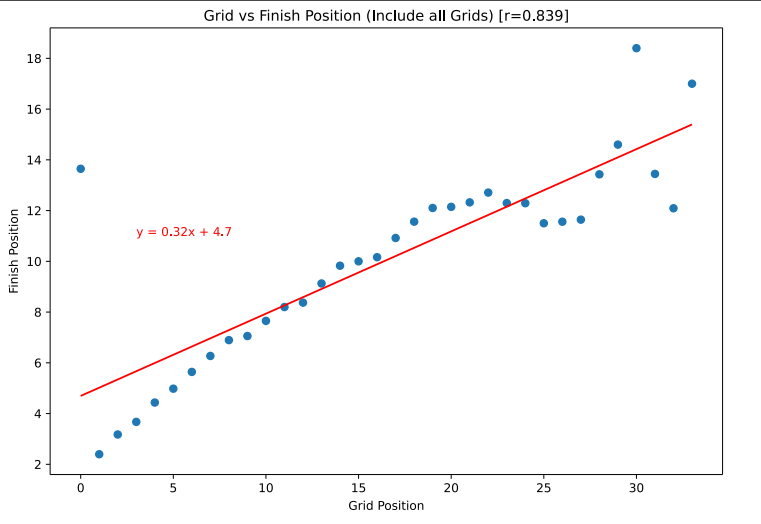 Grid vs Finish Position (Include all Grids) [r=0.839]
18
16
14
12
10
8
6
4
2
Finish Position
y = 0.32x + 4.7
0 5 10 15 20 25 30
Grid Position